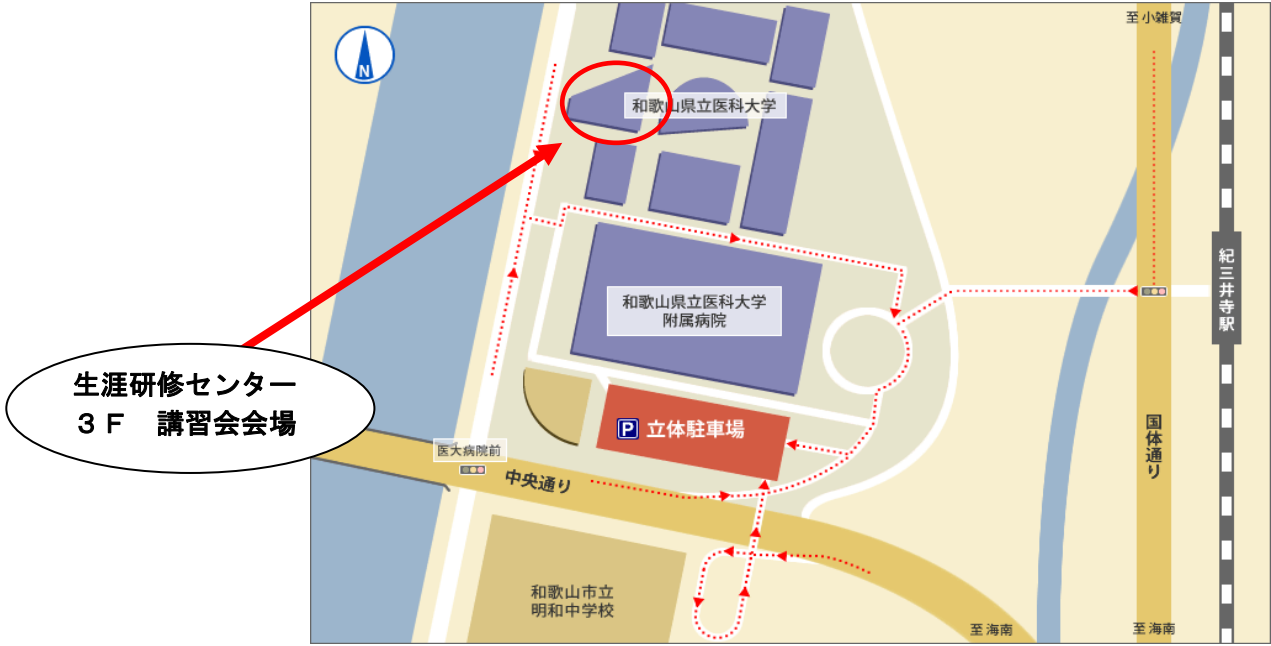 至 小雑賀
N
和歌山県立医科大学
紀三井寺駅
和歌山県立医科大学
附属病院
生涯研修センター
３Ｆ　講習会会場
P 立体駐車場
国体通り
医大病院前
中央通り
和歌山市立
明和中学校
至 海南
至 海南